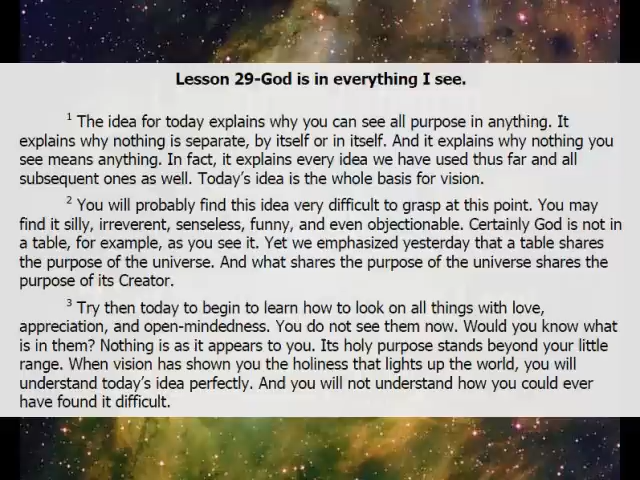 Lesson 29-God is in everything I see.
1 The idea for today explains why you can see all purpose in anything. It
explains why nothing is separate, by itself or in itself. And it explains why nothing you
see means anything. In fact, it explains every idea we have used thus far and all
subsequent ones as well. Today's idea is the whole basis for vision.
2 You will probably find this idea very difficult to grasp at this point. You may
find it silly, irreverent, senseless, funny, and even objectionable. Certainly God is not in
a table, for example, as you see it. Yet we emphasized yesterday that a table shares
the purpose of the universe. And what shares the purpose of the universe shares the
purpose of its Creator.
3 Try then today to begin to learn how to look on all things with love,
appreciation, and open-mindedness. You do not see them now. Would you know what
is in them? Nothing is as it appears to you. Its holy purpose stands beyond your little
range. When vision has shown you the holiness that lights up the world, you will
understand today's idea perfectly. And you will not understand how you could ever
have found it difficult.